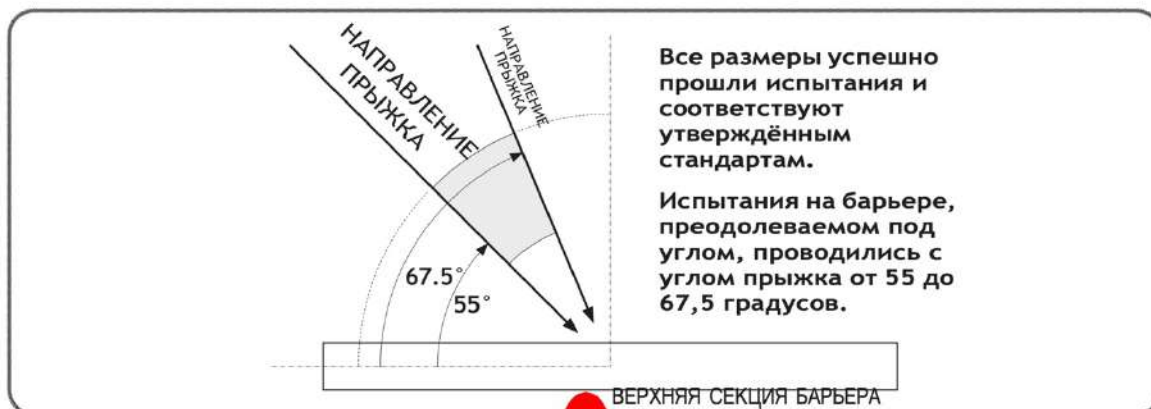 НАПРАВЛЕНИЕ
ПРЫЖКА
НАПРАВЛЕНИЕ
ПРЫЖКА
Все размеры успешно
прошли испытания и
соответствуют
утверждённым
стандартам.
Испытания на барьере,
преодолеваемом под
углом, проводились с
углом прыжка от 55 до
67,5 градусов.
67.5°
55°
ВЕРХНЯЯ СЕКЦИЯ БАРЬЕРА